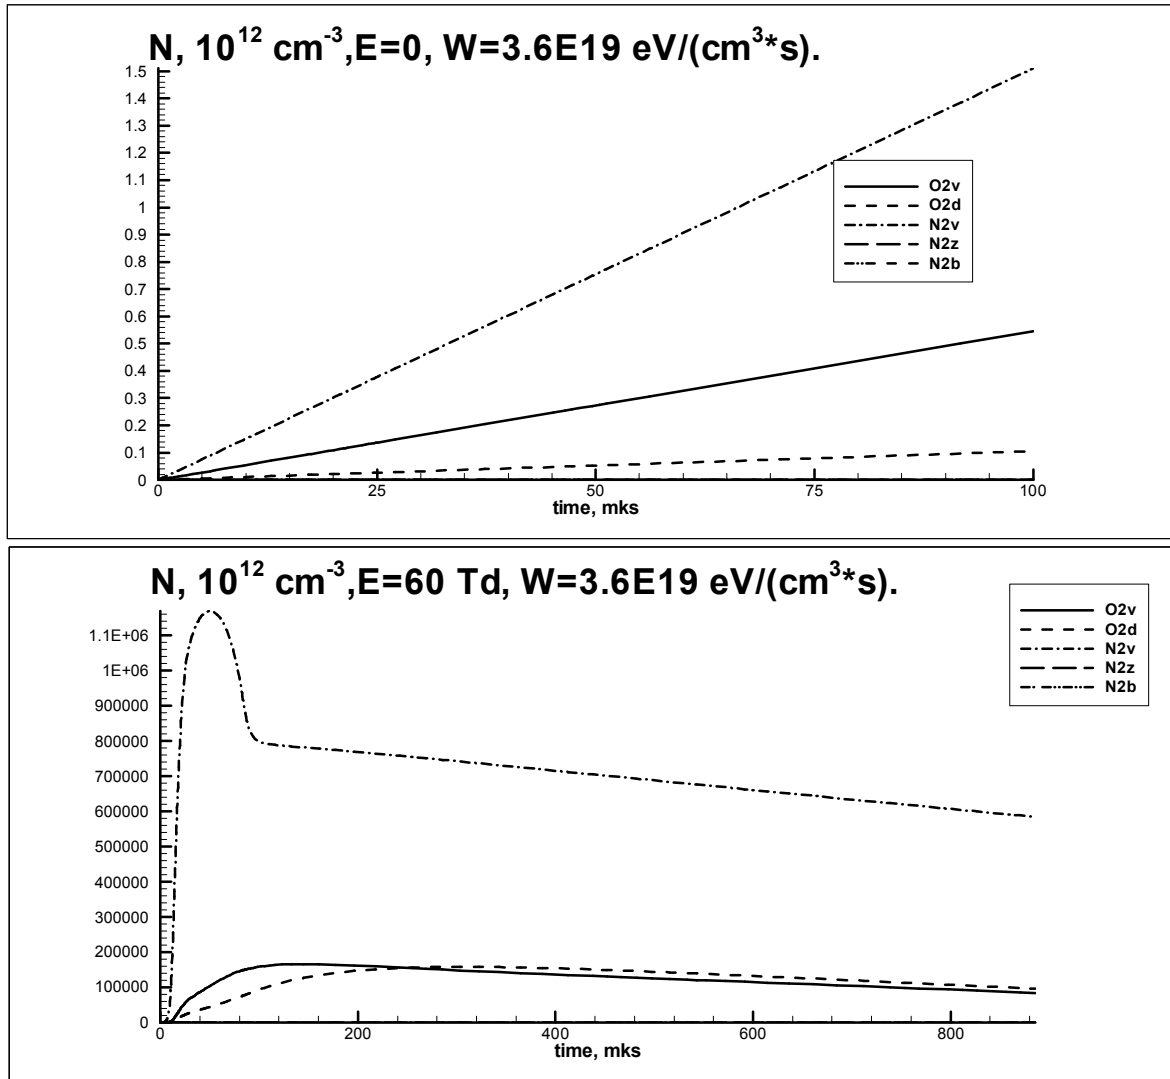 N, 10¹² cm⁻³,E=0, W=3.6E19 eV/(cm³*s).
1.5
1.4
1.3
1.2
1.1
1
0.9
0.8
0.7
0.6
0.5
0.4
0.3
0.2
0.1
0
0 25 50 75 100
time, mks
O2v
O2d
N2v
N2z
N2b
N, 10¹² cm⁻³,E=60 Td, W=3.6E19 eV/(cm³*s).
O2v
O2d
N2v
N2z
N2b
1.1E+06
1E+06
900000
800000
700000
600000
500000
400000
300000
200000
100000
0
0 200 400 600 800
time, mks